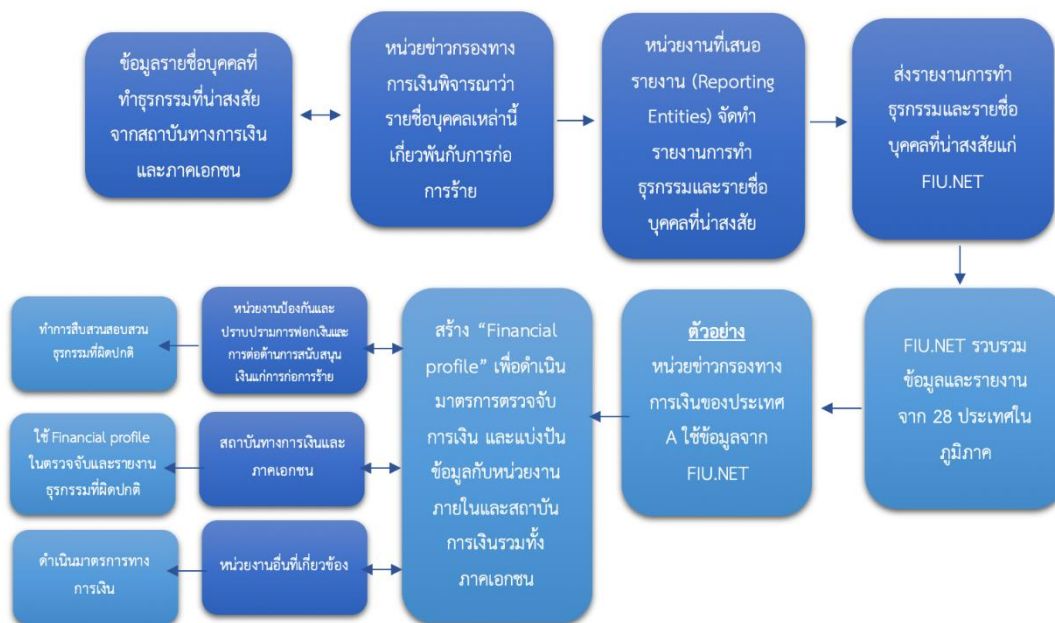 ข้อมูลรายชื่อบุคคลที่
ทำธุรกรรมที่น่าสงสัย
จากสถาบันทางการเงิน
และภาคเอกชน
หน่วยข่าวกรองทาง
การเงินพิจารณาว่า
รายชื่อบุคคลเหล่านี้
เกี่ยวพันกับการก่อ
การร้าย
หน่วยงานที่เสนอ
รายงาน (Reporting
Entities) จัดทำ
รายงานการทำ
ธุรกรรมและรายชื่อ
บุคคลที่น่าสงสัย
ส่งรายงานการทำ
ธุรกรรมและรายชื่อ
บุคคลที่น่าสงสัยแก่
FIU.NET
FIU.NET รวบรวม
ข้อมูลและรายงาน
จาก 28 ประเทศใน
ภูมิภาค
ตัวอย่าง
หน่วยข่าวกรองทาง
การเงินของประเทศ
A ใช้ข้อมูลจาก
FIU.NET
สร้าง “Financial
profile” เพื่อดำเนิน
มาตรการตรวจจับ
การเงิน และแบ่งปัน
ข้อมูลกับหน่วยงาน
ภายในและสถาบัน
การเงินรวมทั้ง
ภาคเอกชน
หน่วยงานป้องกันและ
ปราบปรามการฟอกเงินและ
การต่อต้านการสนับสนุน
เงินแก่การก่อการร้าย
ทำการสืบสวนสอบสวน
ธุรกรรมที่ผิดปกติ
สถาบันทางการเงินและ
ภาคเอกชน
ใช้ Financial profile
ในตรวจจับและรายงาน
ธุรกรรมที่ผิดปกติ
หน่วยงานอื่นที่เกี่ยวข้อง
ดำเนินมาตรการทาง
การเงิน